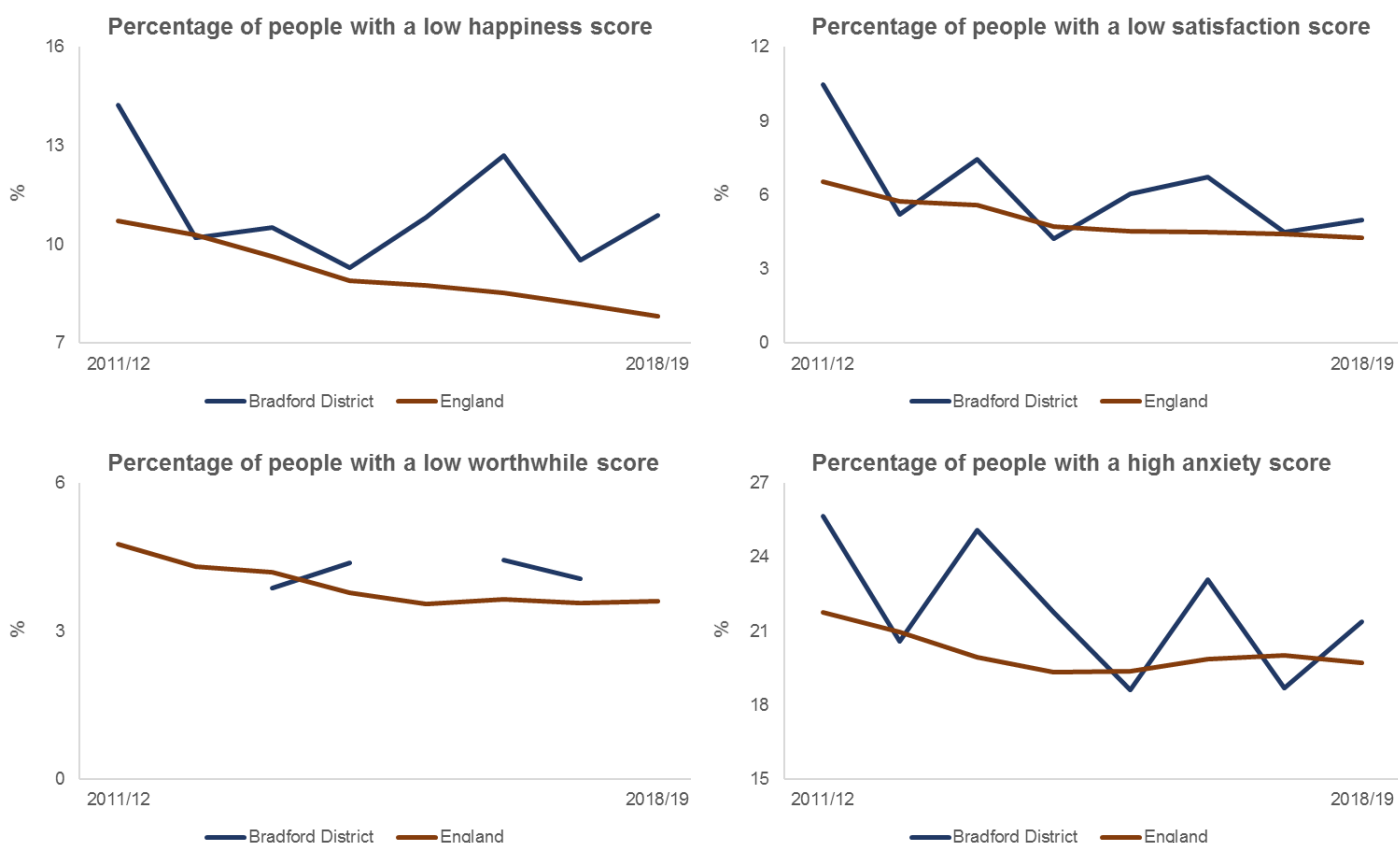 Percentage of people with a low happiness score
16
13
10
7
%
2011/12
2018/19
Bradford District
England
Percentage of people with a low satisfaction score
12
9
6
3
0
%
2011/12
2018/19
Bradford District
England
Percentage of people with a low worthwhile score
6
3
0
%
2011/12
2018/19
Bradford District
England
Percentage of people with a high anxiety score
27
24
21
18
15
%
2011/12
2018/19
Bradford District
England